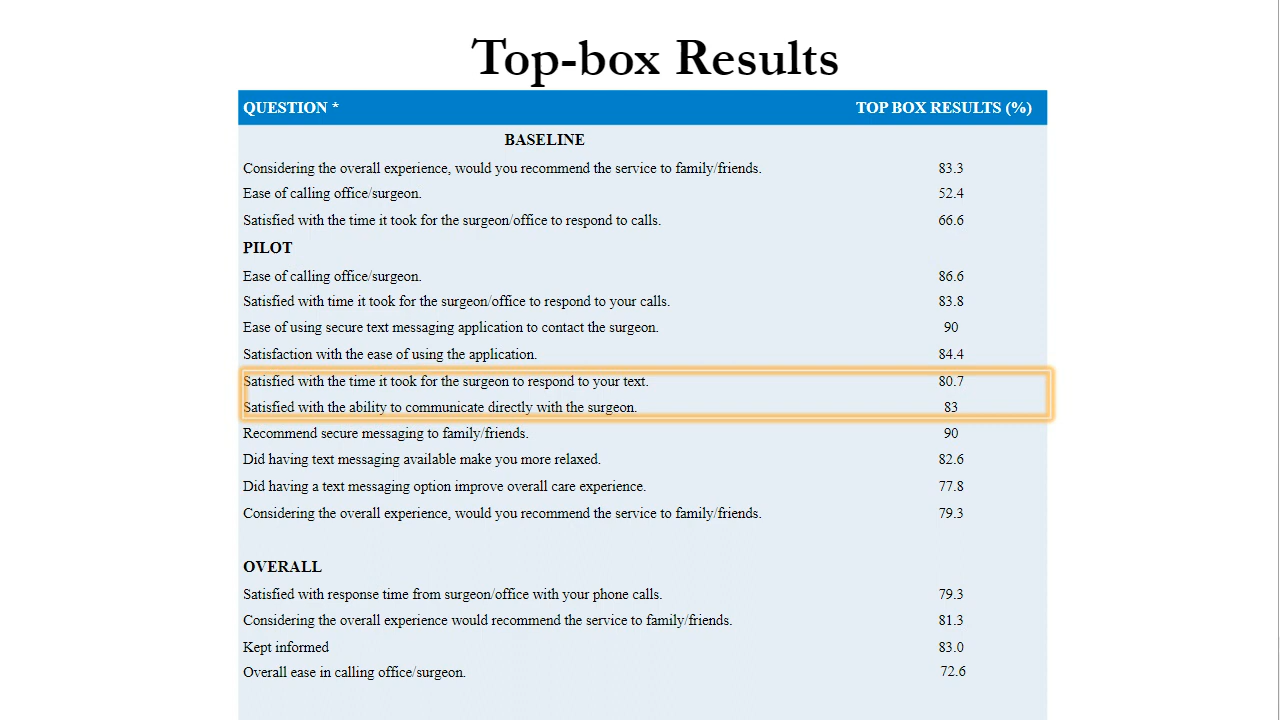 Top-box Results
QUESTION * TOP BOX RESULTS (%)
BASELINE
Considering the overall experience, would you recommend the service to family/friends. 83.3
Ease of calling office/surgeon. 52.4
Satisfied with the time it took for the surgeon/office to respond to calls. 66.6
PILOT
Ease of calling office/surgeon. 86.6
Satisfied with time it took for the surgeon/office to respond to your calls. 83.8
Ease of using secure text messaging application to contact the surgeon. 90
Satisfaction with the ease of using the application. 84.4
Satisfied with the time it took for the surgeon to respond to your text. 80.7
Satisfied with the ability to communicate directly with the surgeon. 83
Recommend secure messaging to family/friends. 90
Did having text messaging available make you more relaxed. 82.6
Did having a text messaging option improve overall care experience. 77.8
Considering the overall experience, would you recommend the service to family/friends. 79.3
OVERALL
Satisfied with response time from surgeon/office with your phone calls. 79.3
Considering the overall experience would recommend the service to family/friends. 81.3
Kept informed 83.0
Overall ease in calling office/surgeon. 72.6